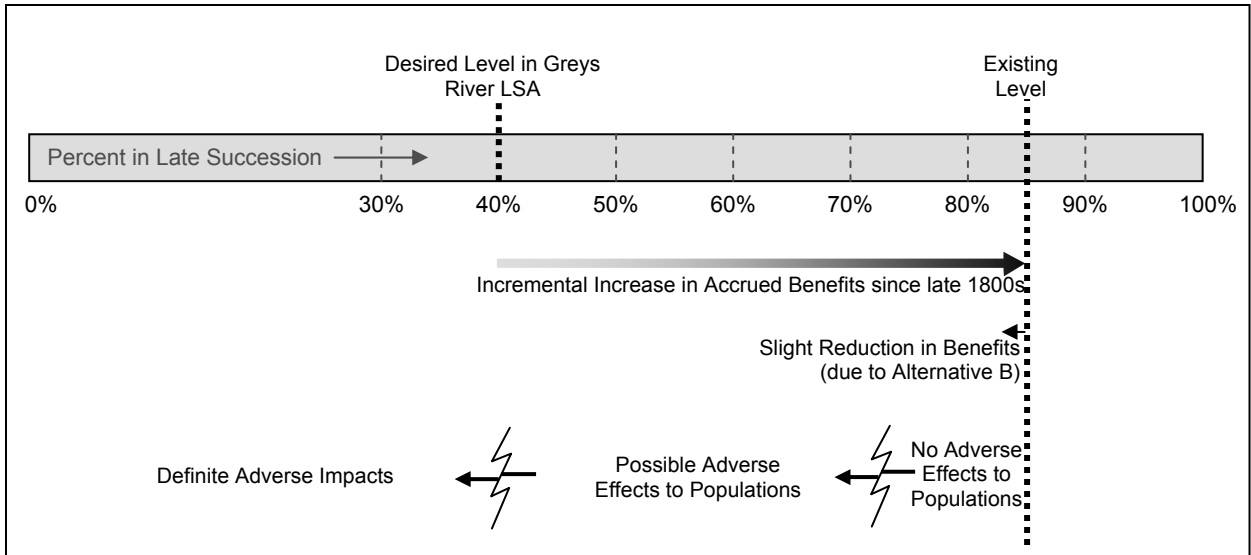 Desired Level in Greys
River LSA
Existing
Level
Percent in Late Succession
0%
30%
40%
50%
60%
70%
80%
90%
100%
Incremental Increase in Accrued Benefits since late 1800s
Slight Reduction in Benefits
(due to Alternative B)
Definite Adverse Impacts
Possible Adverse
Effects to Populations
No Adverse
Effects to
Populations